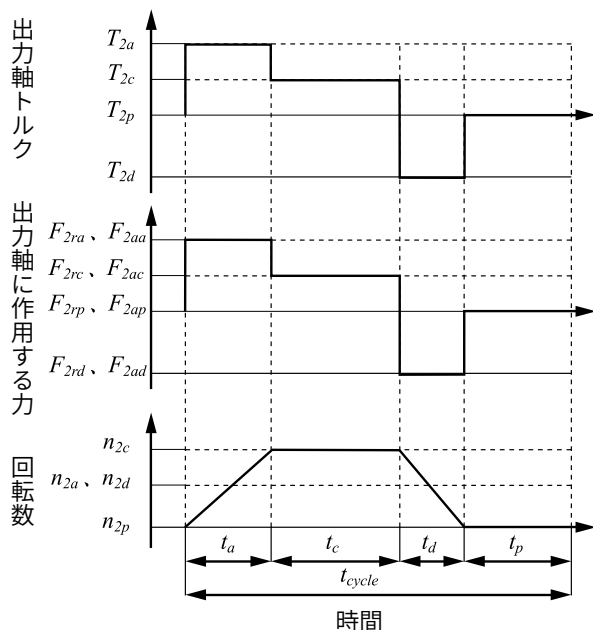 出力軸トルク
T2a
T2c
T2p
T2d
出力軸に作用する力
F2ra、F2aa
F2rc、F2ac
F2rp、F2ap
F2rd、F2ad
回転数
n2c
n2a、n2d
n2p
ta
tc
td
tp
tcycle
時間